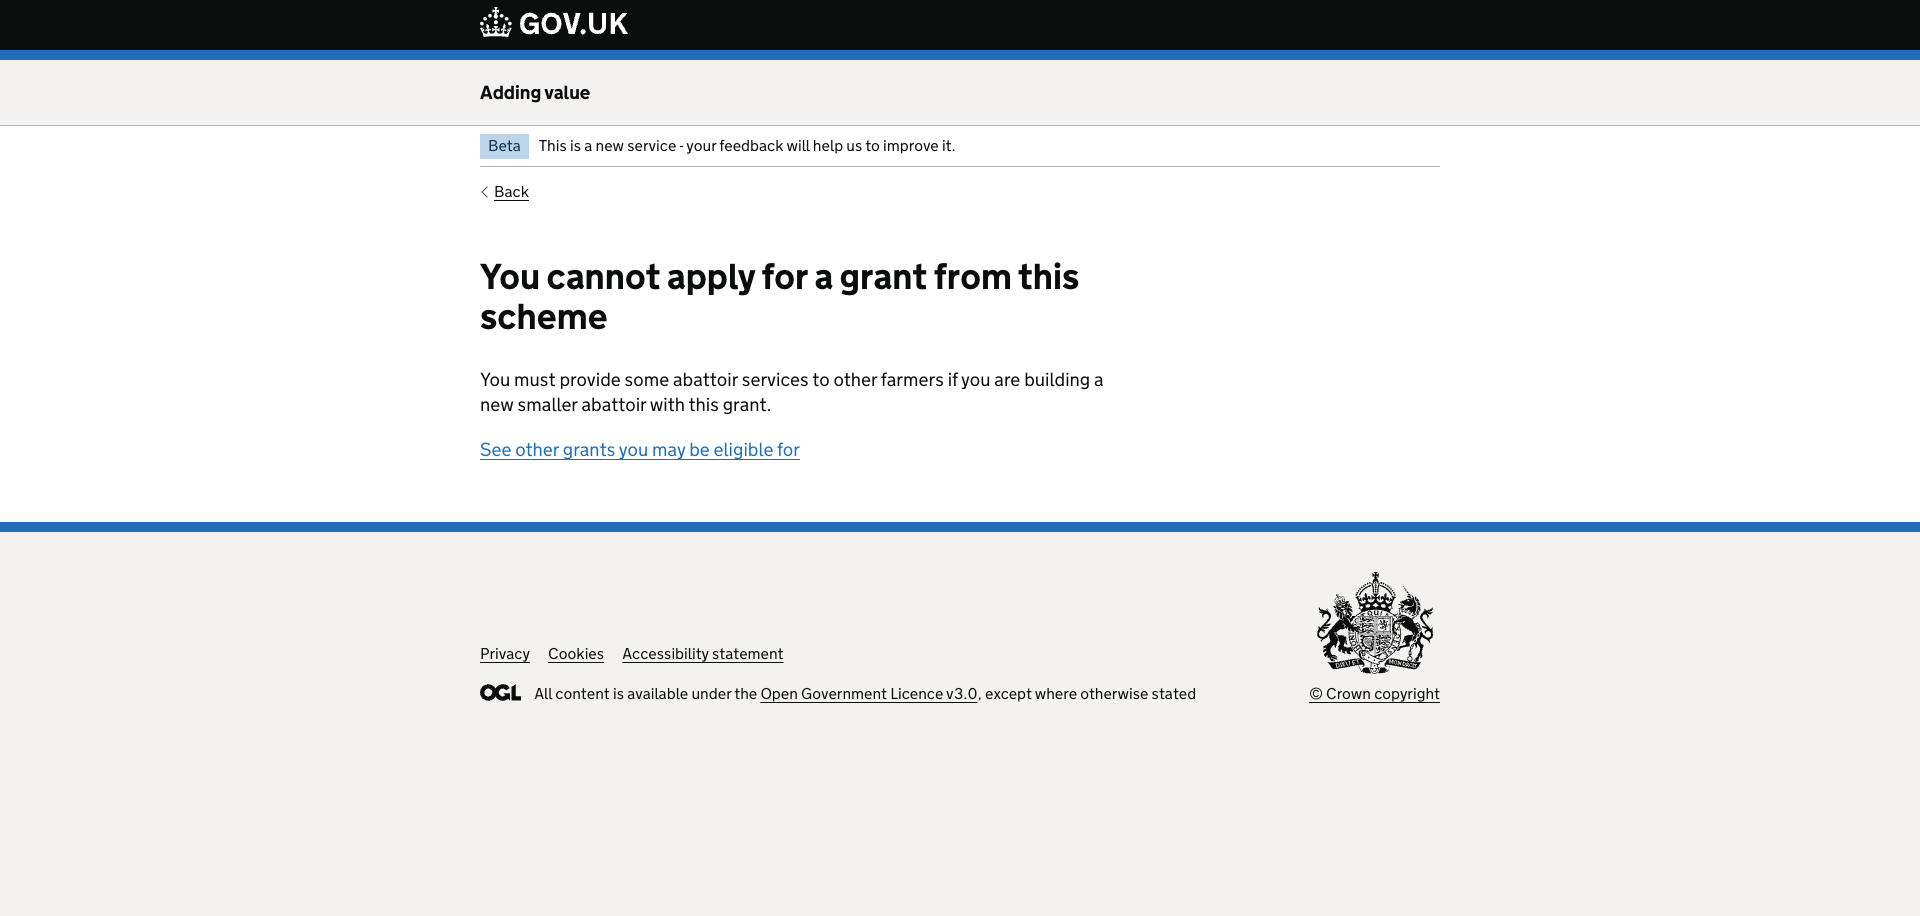 GOV.UK
Adding value
Beta This is a new service - your feedback will help us to improve it.
Back
You cannot apply for a grant from this
scheme
You must provide some abattoir services to other farmers if you are building a
new smaller abattoir with this grant.
See other grants you may be eligible for
Privacy Cookies Accessibility statement
OGL All content is available under the Open Government Licence v3.0, except where otherwise stated
© Crown copyright